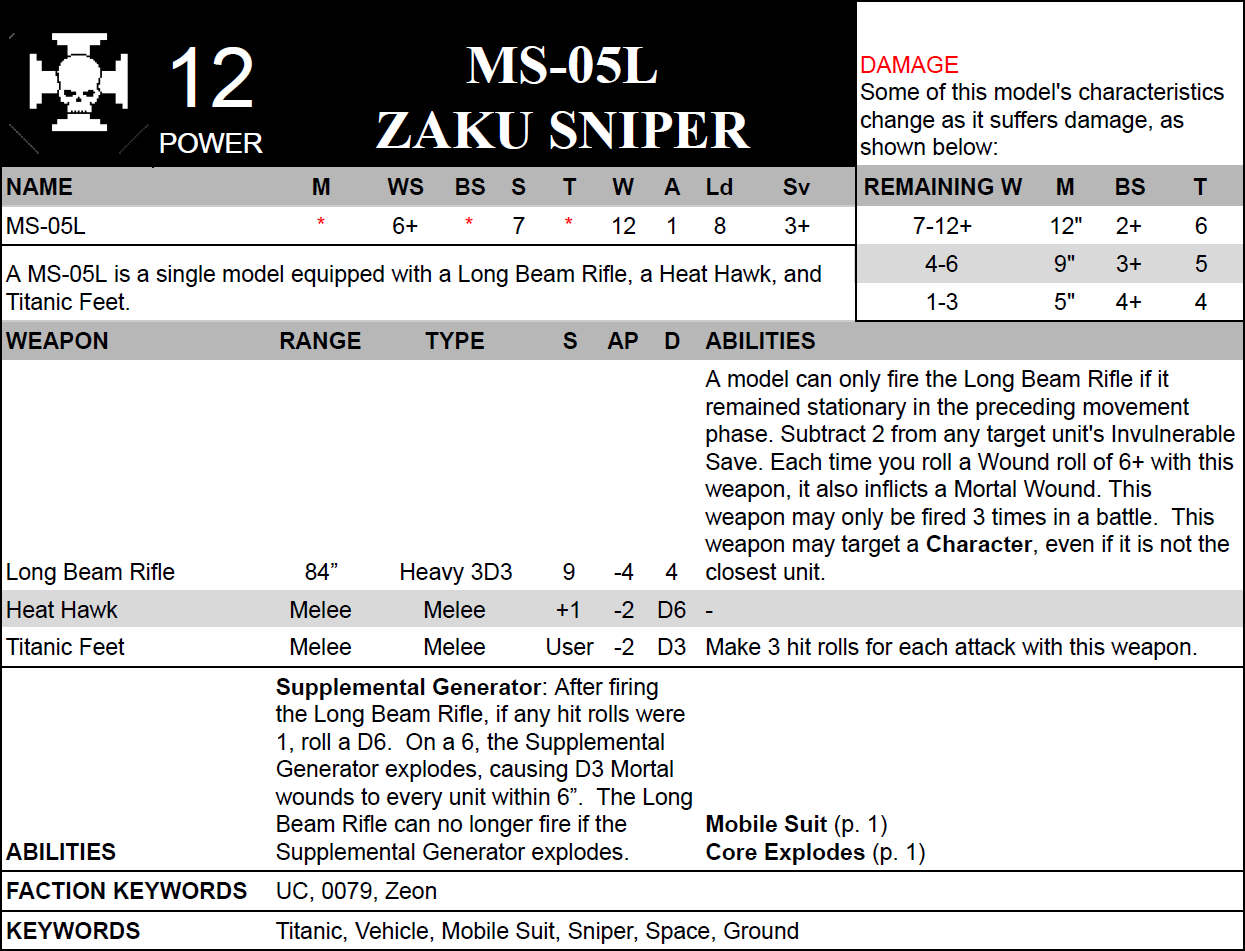 12
POWER
MS-05L
ZAKU SNIPER
DAMAGE
Some of this model's characteristics
change as it suffers damage, as
shown below:
NAME M WS BS S T W A Ld Sv
MS-05L * 6+ * 7 * 12 1 8 3+
REMAINING W M BS T
7-12+ 12" 2+ 6
4-6 9" 3+ 5
1-3 5" 4+ 4
A MS-05L is a single model equipped with a Long Beam Rifle, a Heat Hawk, and
Titanic Feet.
WEAPON RANGE TYPE S AP D ABILITIES
A model can only fire the Long Beam Rifle if it
remained stationary in the preceding movement
phase. Subtract 2 from any target unit's Invulnerable
Save. Each time you roll a Wound roll of 6+ with this
weapon, it also inflicts a Mortal Wound. This
weapon may only be fired 3 times in a battle.  This
weapon may target a Character, even if it is not the
Long Beam Rifle 84” Heavy 3D3 9 -4 4 closest unit.
Heat Hawk Melee Melee +1 -2 D6 -
Titanic Feet Melee Melee User -2 D3 Make 3 hit rolls for each attack with this weapon.
ABILITIES
Supplemental Generator: After firing
the Long Beam Rifle, if any hit rolls were
1, roll a D6.  On a 6, the Supplemental
Generator explodes, causing D3 Mortal
wounds to every unit within 6”.  The Long
Beam Rifle can no longer fire if the
Supplemental Generator explodes.
Mobile Suit (p. 1)
Core Explodes (p. 1)
FACTION KEYWORDS UC, 0079, Zeon
KEYWORDS Titanic, Vehicle, Mobile Suit, Sniper, Space, Ground